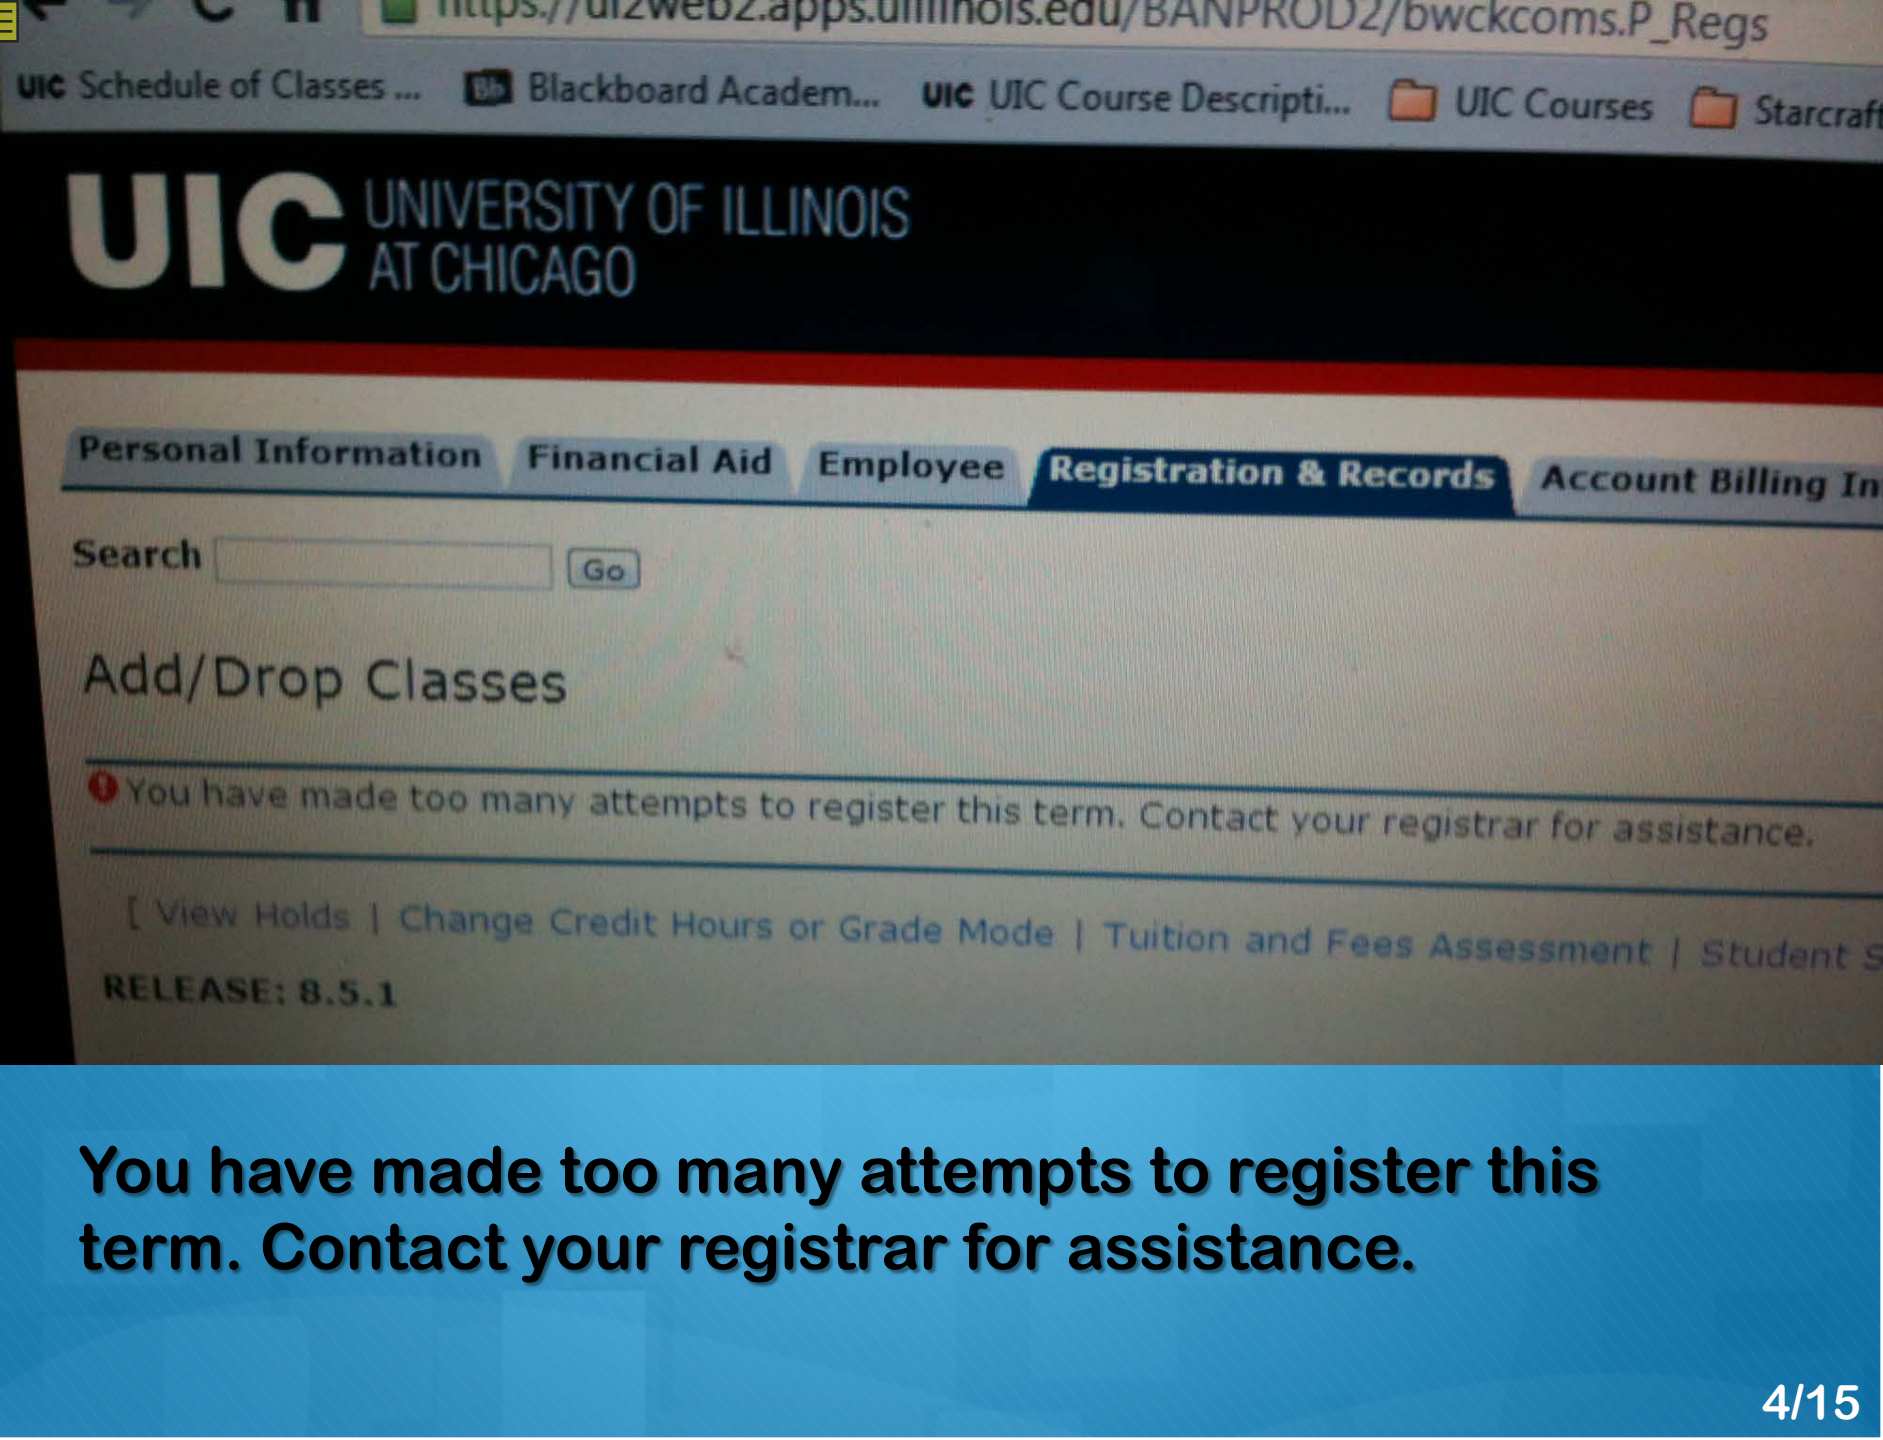 https://ui2web2.apps.uillinois.edu/BANPROD2/bwckcoms.P_Regs
UIC Schedule of Classes ... Bb Blackboard Academ... UIC UIC Course Descripti... UIC Courses Starcraft
UIC UNIVERSITY OF ILLINOIS
AT CHICAGO
Personal Information Financial Aid Employee Registration & Records Account Billing In
Search Go
Add/Drop Classes
You have made too many attempts to register this term. Contact your registrar for assistance.
[ View Holds | Change Credit Hours or Grade Mode | Tuition and Fees Assessment | Student S
RELEASE: 8.5.1
You have made too many attempts to register this
term. Contact your registrar for assistance.
4/15